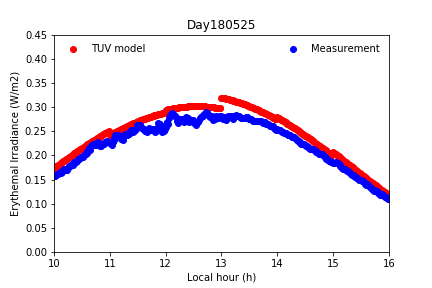 Day180525
TUV model
Measurement
Erythemal Irradiance (W/m2)
0.45
0.40
0.35
0.30
0.25
0.20
0.15
0.10
0.05
0.00
10 11 12 13 14 15 16
Local hour (h)